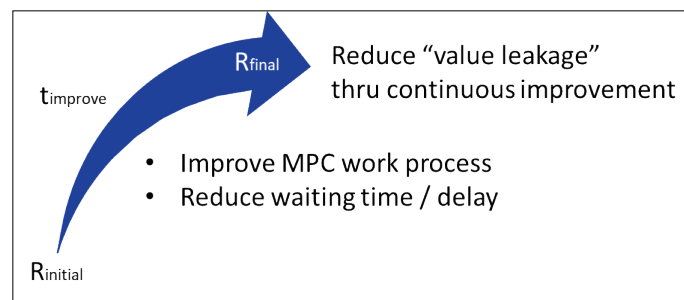 Rfinal
Reduce “value leakage”
thru continuous improvement
timprove
• Improve MPC work process
• Reduce waiting time / delay
Rinitial